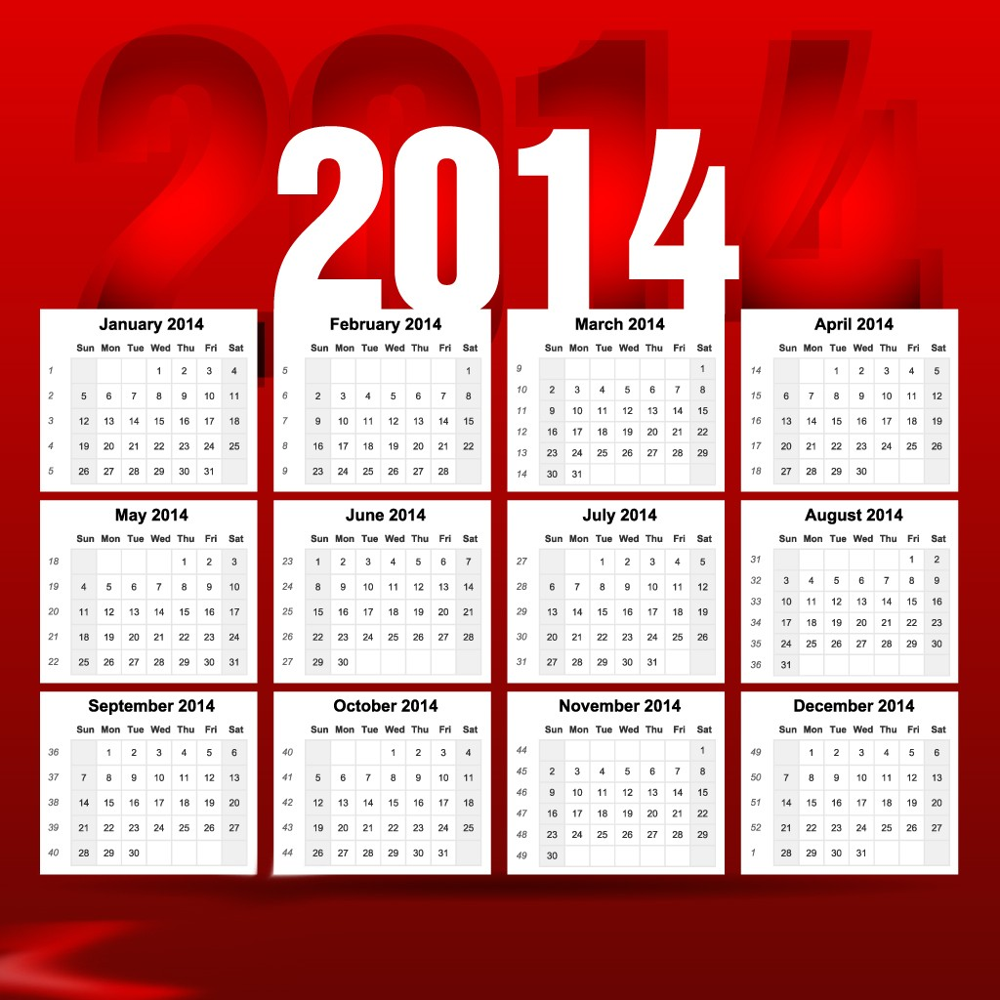 2014
2014
January 2014
Sun Mon Tue Wed Thu Fri Sat
1 1 2 3 4
2 5 6 7 8 9 10 11
3 12 13 14 15 16 17 18
4 19 20 21 22 23 24 25
5 26 27 28 29 30 31
February 2014
Sun Mon Tue Wed Thu Fri Sat
5 1
6 2 3 4 5 6 7 8
7 9 10 11 12 13 14 15
8 16 17 18 19 20 21 22
9 23 24 25 26 27 28
March 2014
Sun Mon Tue Wed Thu Fri Sat
9 1
10 2 3 4 5 6 7 8
11 9 10 11 12 13 14 15
12 16 17 18 19 20 21 22
13 23 24 25 26 27 28 29
14 30 31
April 2014
Sun Mon Tue Wed Thu Fri Sat
14 1 2 3 4 5
15 6 7 8 9 10 11 12
16 13 14 15 16 17 18 19
17 20 21 22 23 24 25 26
18 27 28 29 30
May 2014
Sun Mon Tue Wed Thu Fri Sat
18 1 2 3
19 4 5 6 7 8 9 10
20 11 12 13 14 15 16 17
21 18 19 20 21 22 23 24
22 25 26 27 28 29 30 31
June 2014
Sun Mon Tue Wed Thu Fri Sat
23 1 2 3 4 5 6 7
24 8 9 10 11 12 13 14
25 15 16 17 18 19 20 21
26 22 23 24 25 26 27 28
27 29 30
July 2014
Sun Mon Tue Wed Thu Fri Sat
27 1 2 3 4 5
28 6 7 8 9 10 11 12
29 13 14 15 16 17 18 19
30 20 21 22 23 24 25 26
31 27 28 29 30 31
August 2014
Sun Mon Tue Wed Thu Fri Sat
31 1 2
32 3 4 5 6 7 8 9
33 10 11 12 13 14 15 16
34 17 18 19 20 21 22 23
35 24 25 26 27 28 29 30
36 31
September 2014
Sun Mon Tue Wed Thu Fri Sat
36 1 2 3 4 5 6
37 7 8 9 10 11 12 13
38 14 15 16 17 18 19 20
39 21 22 23 24 25 26 27
40 28 29 30
October 2014
Sun Mon Tue Wed Thu Fri Sat
40 1 2 3 4
41 5 6 7 8 9 10 11
42 12 13 14 15 16 17 18
43 19 20 21 22 23 24 25
44 26 27 28 29 30 31
November 2014
Sun Mon Tue Wed Thu Fri Sat
44 1
45 2 3 4 5 6 7 8
46 9 10 11 12 13 14 15
47 16 17 18 19 20 21 22
48 23 24 25 26 27 28 29
49 30
December 2014
Sun Mon Tue Wed Thu Fri Sat
49 1 2 3 4 5 6
50 7 8 9 10 11 12 13
51 14 15 16 17 18 19 20
52 21 22 23 24 25 26 27
1 28 29 30 31